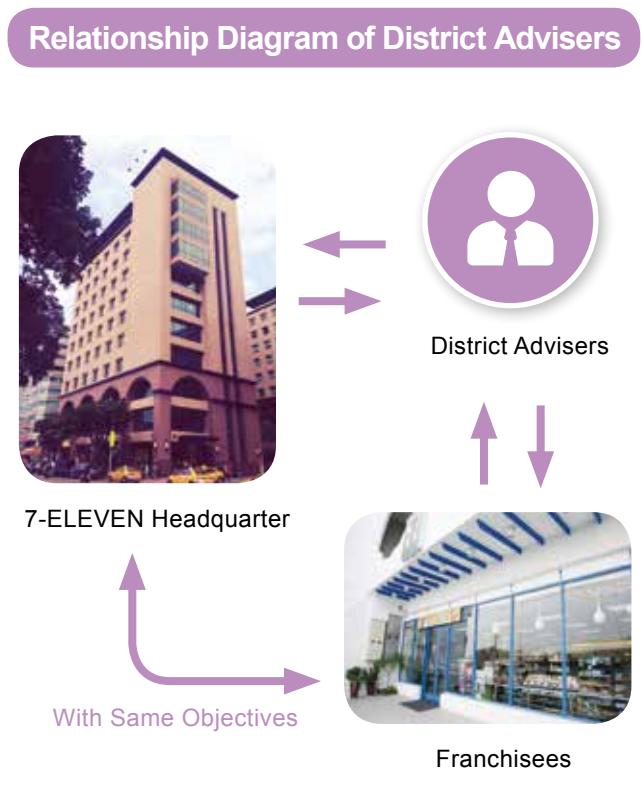 Relationship Diagram of District Advisers
District Advisers
7-ELEVEN Headquarter
With Same Objectives
Franchisees